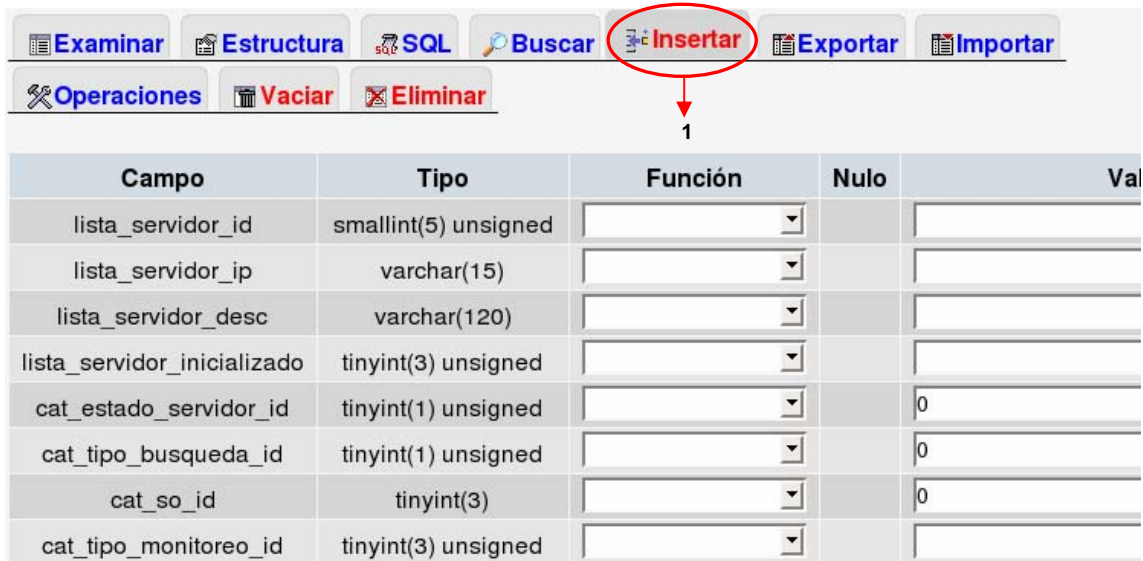 Examinar Estructura SQL Buscar Insertar Exportar Importar
Operaciones Vaciar Eliminar
1
Campo Tipo Función Nulo Val
lista_servidor_id smallint(5) unsigned
lista_servidor_ip varchar(15)
lista_servidor_desc varchar(120)
lista_servidor_inicializado tinyint(3) unsigned
cat_estado_servidor_id tinyint(1) unsigned 0
cat_tipo_busqueda_id tinyint(1) unsigned 0
cat_so_id tinyint(3) 0
cat_tipo_monitoreo_id tinyint(3) unsigned